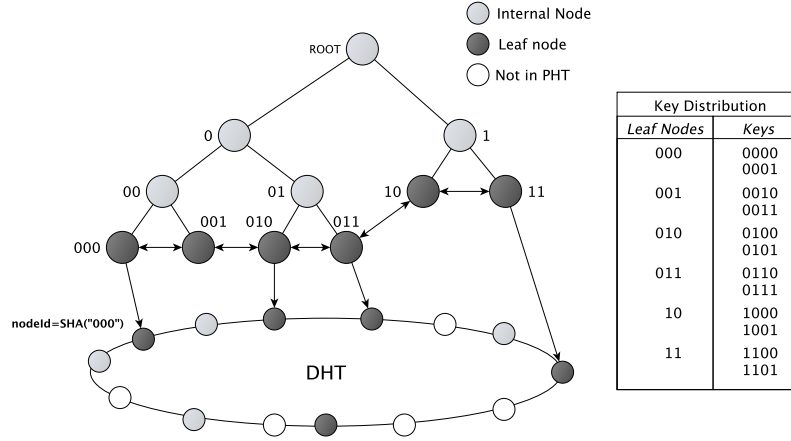 Internal Node
Leaf node
Not in PHT
ROOT
0
1
00
01
10
11
000
001
010
011
nodeId=SHA("000")
DHT
Key Distribution
Leaf Nodes Keys
000 0000
0001
001 0010
0011
010 0100
0101
011 0110
0111
10 1000
1001
11 1100
1101